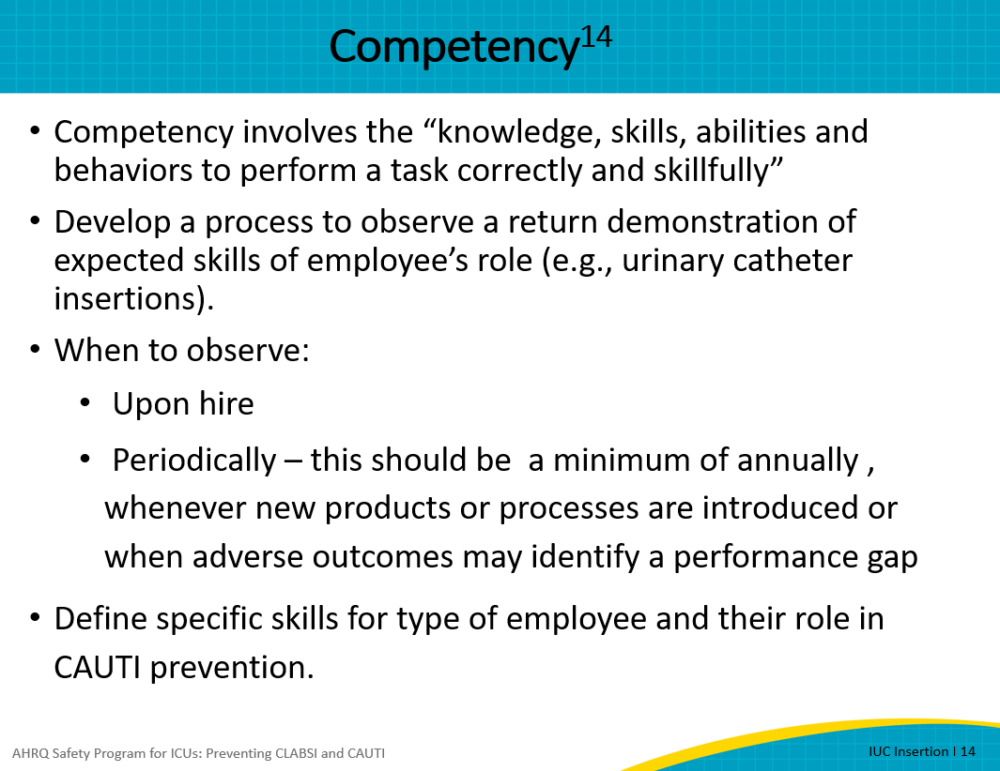 Competency14
• Competency involves the “knowledge, skills, abilities and
behaviors to perform a task correctly and skillfully”
• Develop a process to observe a return demonstration of
expected skills of employee’s role (e.g., urinary catheter
insertions).
• When to observe:
• Upon hire
• Periodically – this should be  a minimum of annually ,
whenever new products or processes are introduced or
when adverse outcomes may identify a performance gap
• Define specific skills for type of employee and their role in
CAUTI prevention.
AHRQ Safety Program for ICUs: Preventing CLABSI and CAUTI
IUC Insertion I 14